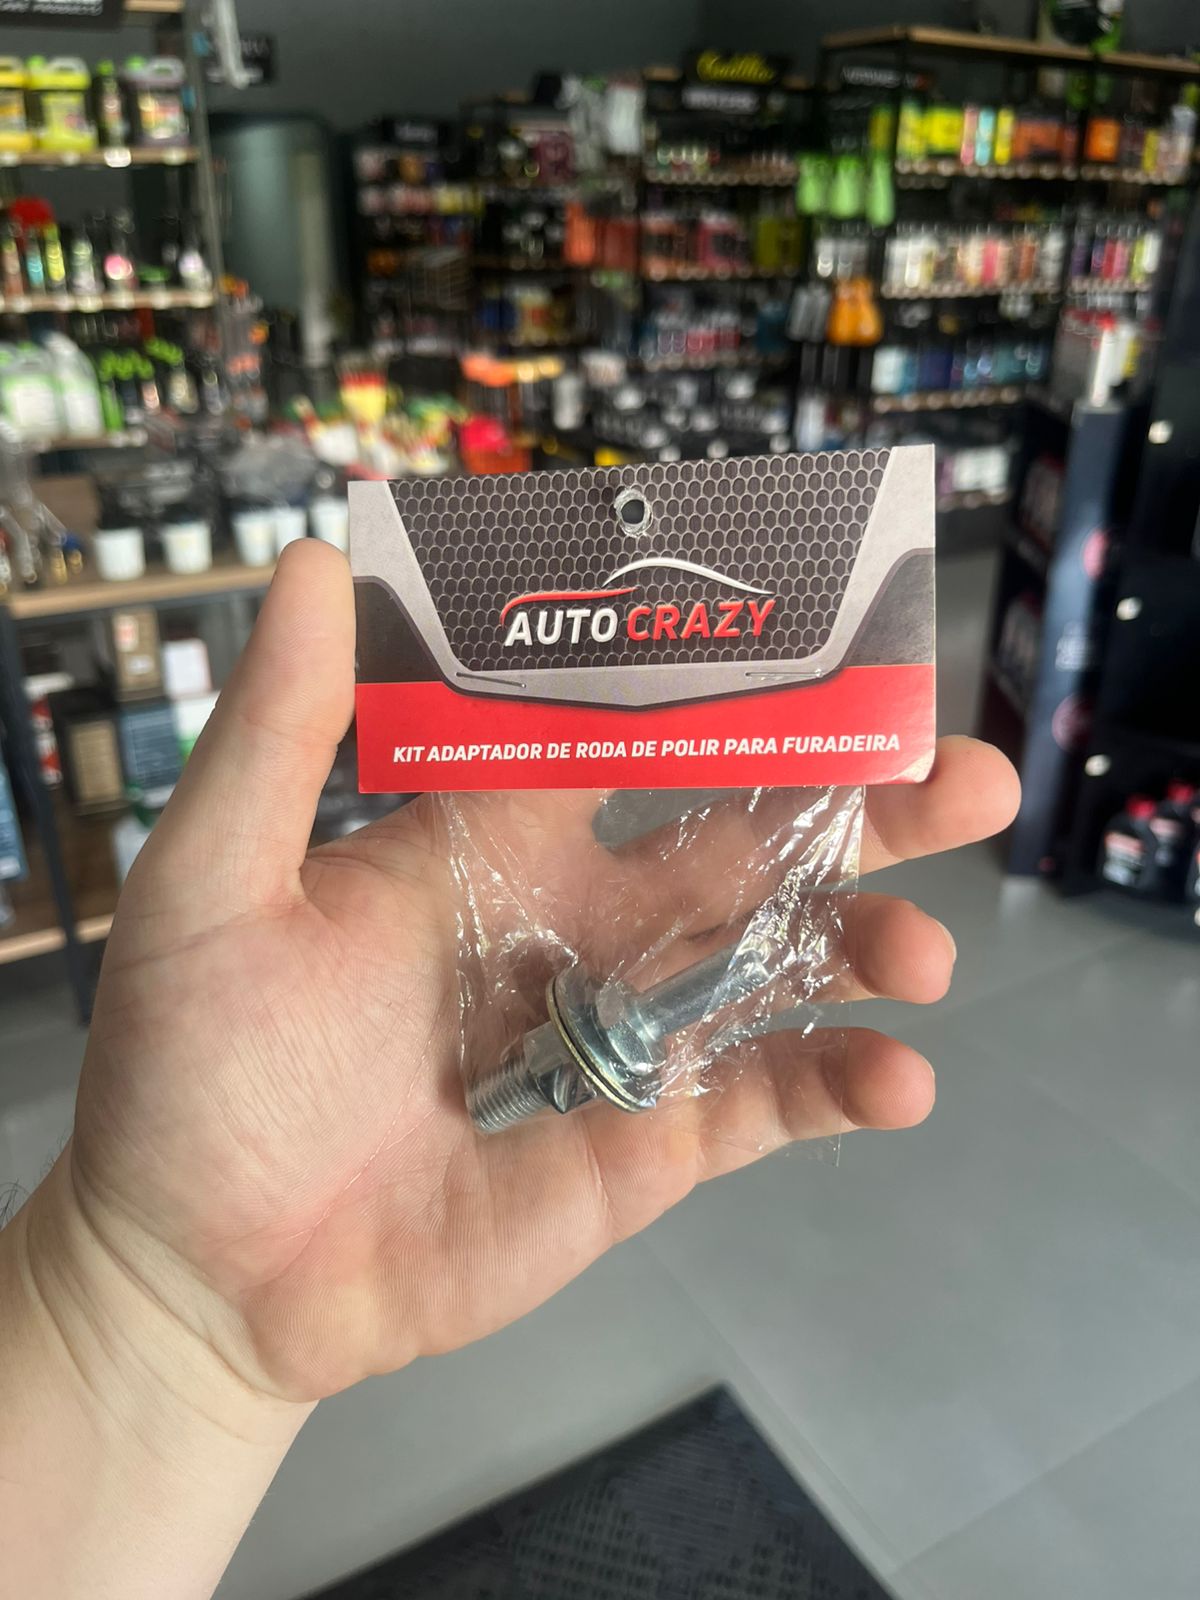 AUTO CRAZY
KIT ADAPTADOR DE RODA DE POLIR PARA FURADEIRA